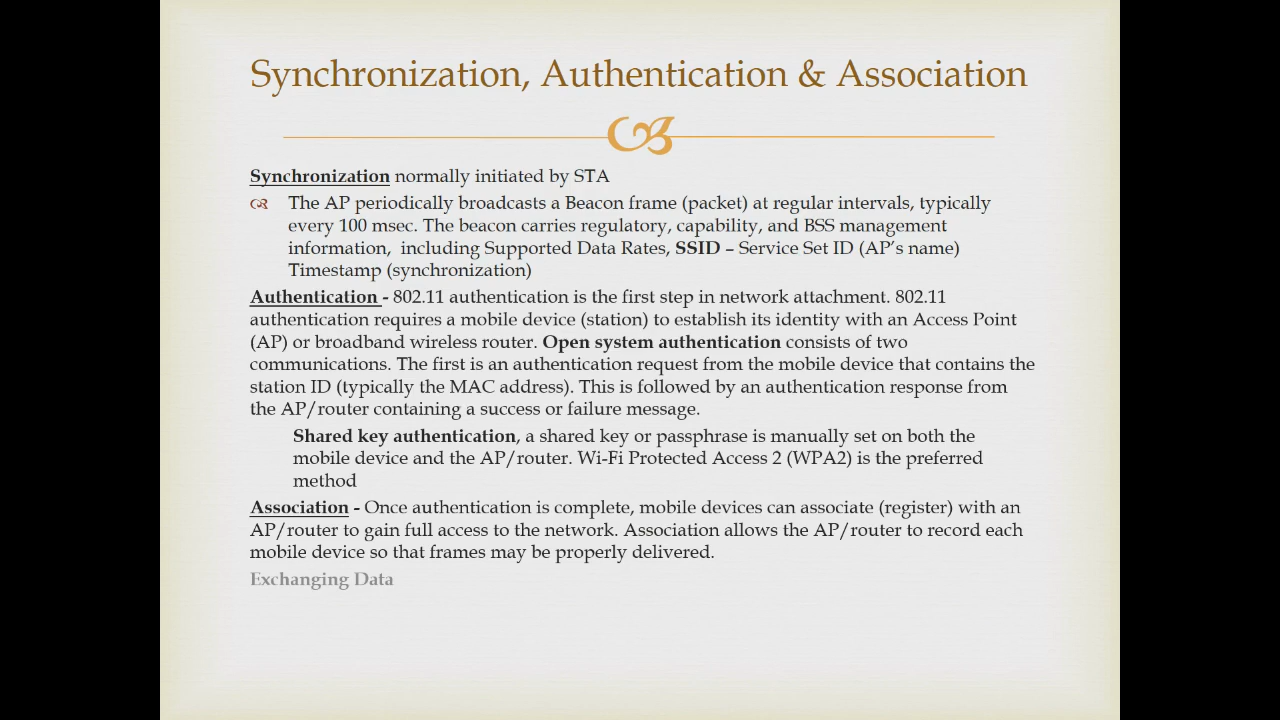 Synchronization, Authentication & Association
Synchronization normally initiated by STA
The AP periodically broadcasts a Beacon frame (packet) at regular intervals, typically
every 100 msec. The beacon carries regulatory, capability, and BSS management
information,  including Supported Data Rates, SSID – Service Set ID (AP’s name)
Timestamp (synchronization)
Authentication - 802.11 authentication is the first step in network attachment. 802.11
authentication requires a mobile device (station) to establish its identity with an Access Point
(AP) or broadband wireless router. Open system authentication consists of two
communications. The first is an authentication request from the mobile device that contains the
station ID (typically the MAC address). This is followed by an authentication response from
the AP/router containing a success or failure message.
Shared key authentication, a shared key or passphrase is manually set on both the
mobile device and the AP/router. Wi-Fi Protected Access 2 (WPA2) is the preferred
method
Association - Once authentication is complete, mobile devices can associate (register) with an
AP/router to gain full access to the network. Association allows the AP/router to record each
mobile device so that frames may be properly delivered.
Exchanging Data